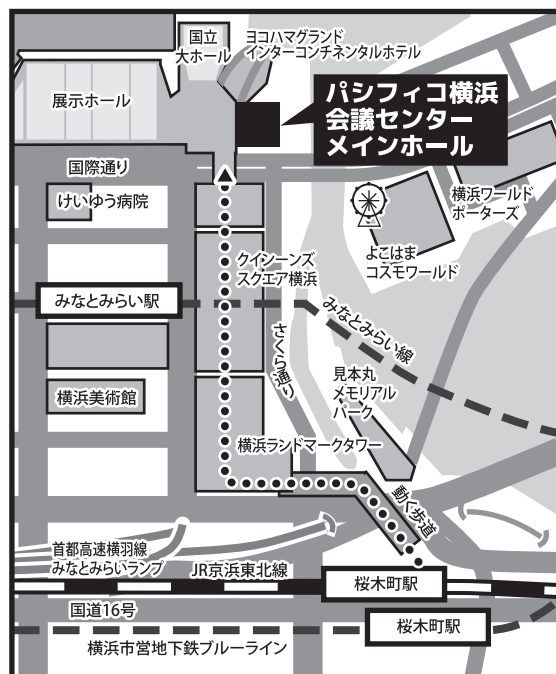 国立
大ホール
ヨコハマグランド
インターコンチネンタルホテル
展示ホール
パシフィコ横浜
会議センター
メインホール
国際通り
けいゆう病院
横浜ワールド
ポーターズ
よこはま
コスモワールド
クイーンズ
スクエア横浜
みなとみらい駅
みなとみらい線
さくら通り
見本丸
メモリアル
パーク
横浜美術館
横浜ランドマークタワー
動く歩道
首都高速横羽線
みなとみらいランプ
JR京浜東北線
桜木町駅
国道16号
桜木町駅
横浜市営地下鉄ブルーライン